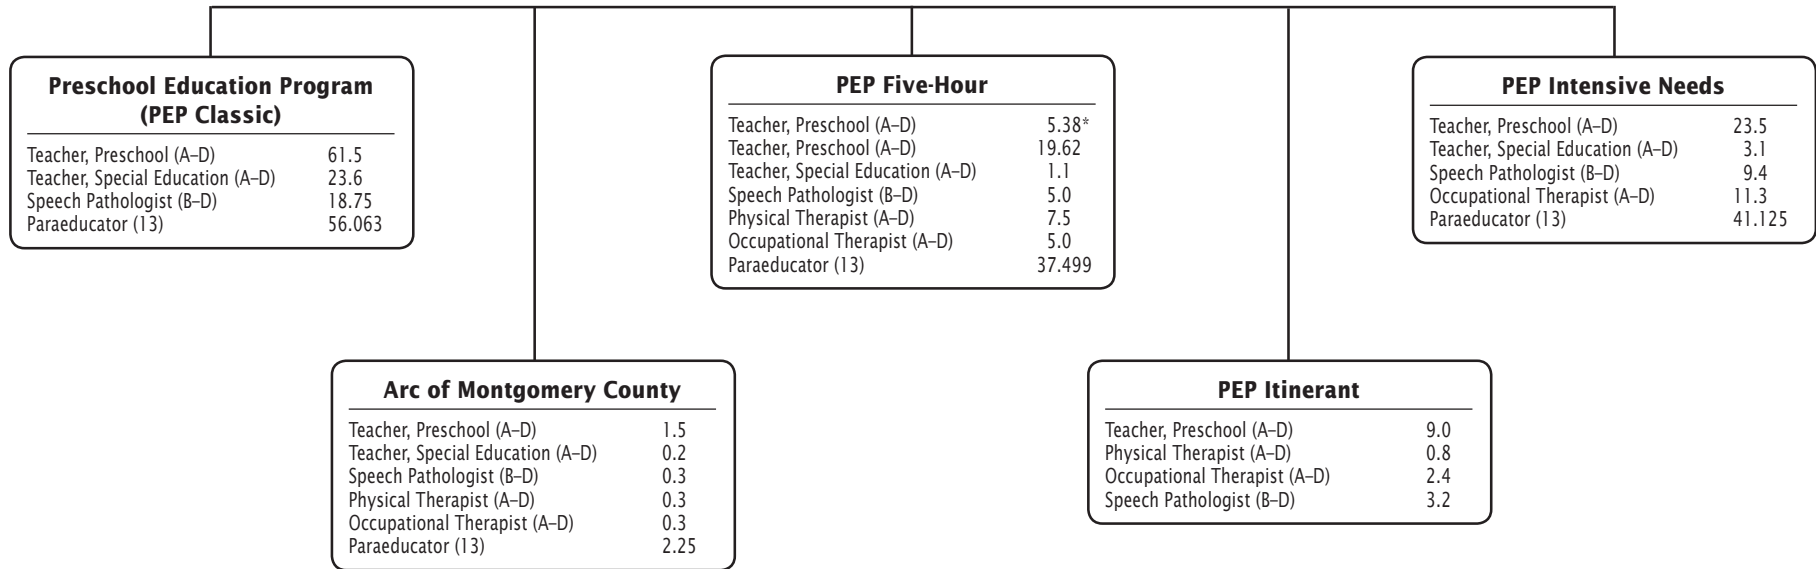 Preschool Education Program
(PEP Classic)
Teacher, Preschool (A–D) 61.5
Teacher, Special Education (A–D) 23.6
Speech Pathologist (B–D) 18.75
Paraeducator (13) 56.063
PEP Five-Hour
Teacher, Preschool (A–D) 5.38*
Teacher, Preschool (A–D) 19.62
Teacher, Special Education (A–D) 1.1
Speech Pathologist (B–D) 5.0
Physical Therapist (A–D) 7.5
Occupational Therapist (A–D) 5.0
Paraeducator (13) 37.499
PEP Intensive Needs
Teacher, Preschool (A–D) 23.5
Teacher, Special Education (A–D) 3.1
Speech Pathologist (B–D) 9.4
Occupational Therapist (A–D) 11.3
Paraeducator (13) 41.125
Arc of Montgomery County
Teacher, Preschool (A–D) 1.5
Teacher, Special Education (A–D) 0.2
Speech Pathologist (B–D) 0.3
Physical Therapist (A–D) 0.3
Occupational Therapist (A–D) 0.3
Paraeducator (13) 2.25
PEP Itinerant
Teacher, Preschool (A–D) 9.0
Physical Therapist (A–D) 0.8
Occupational Therapist (A–D) 2.4
Speech Pathologist (B–D) 3.2